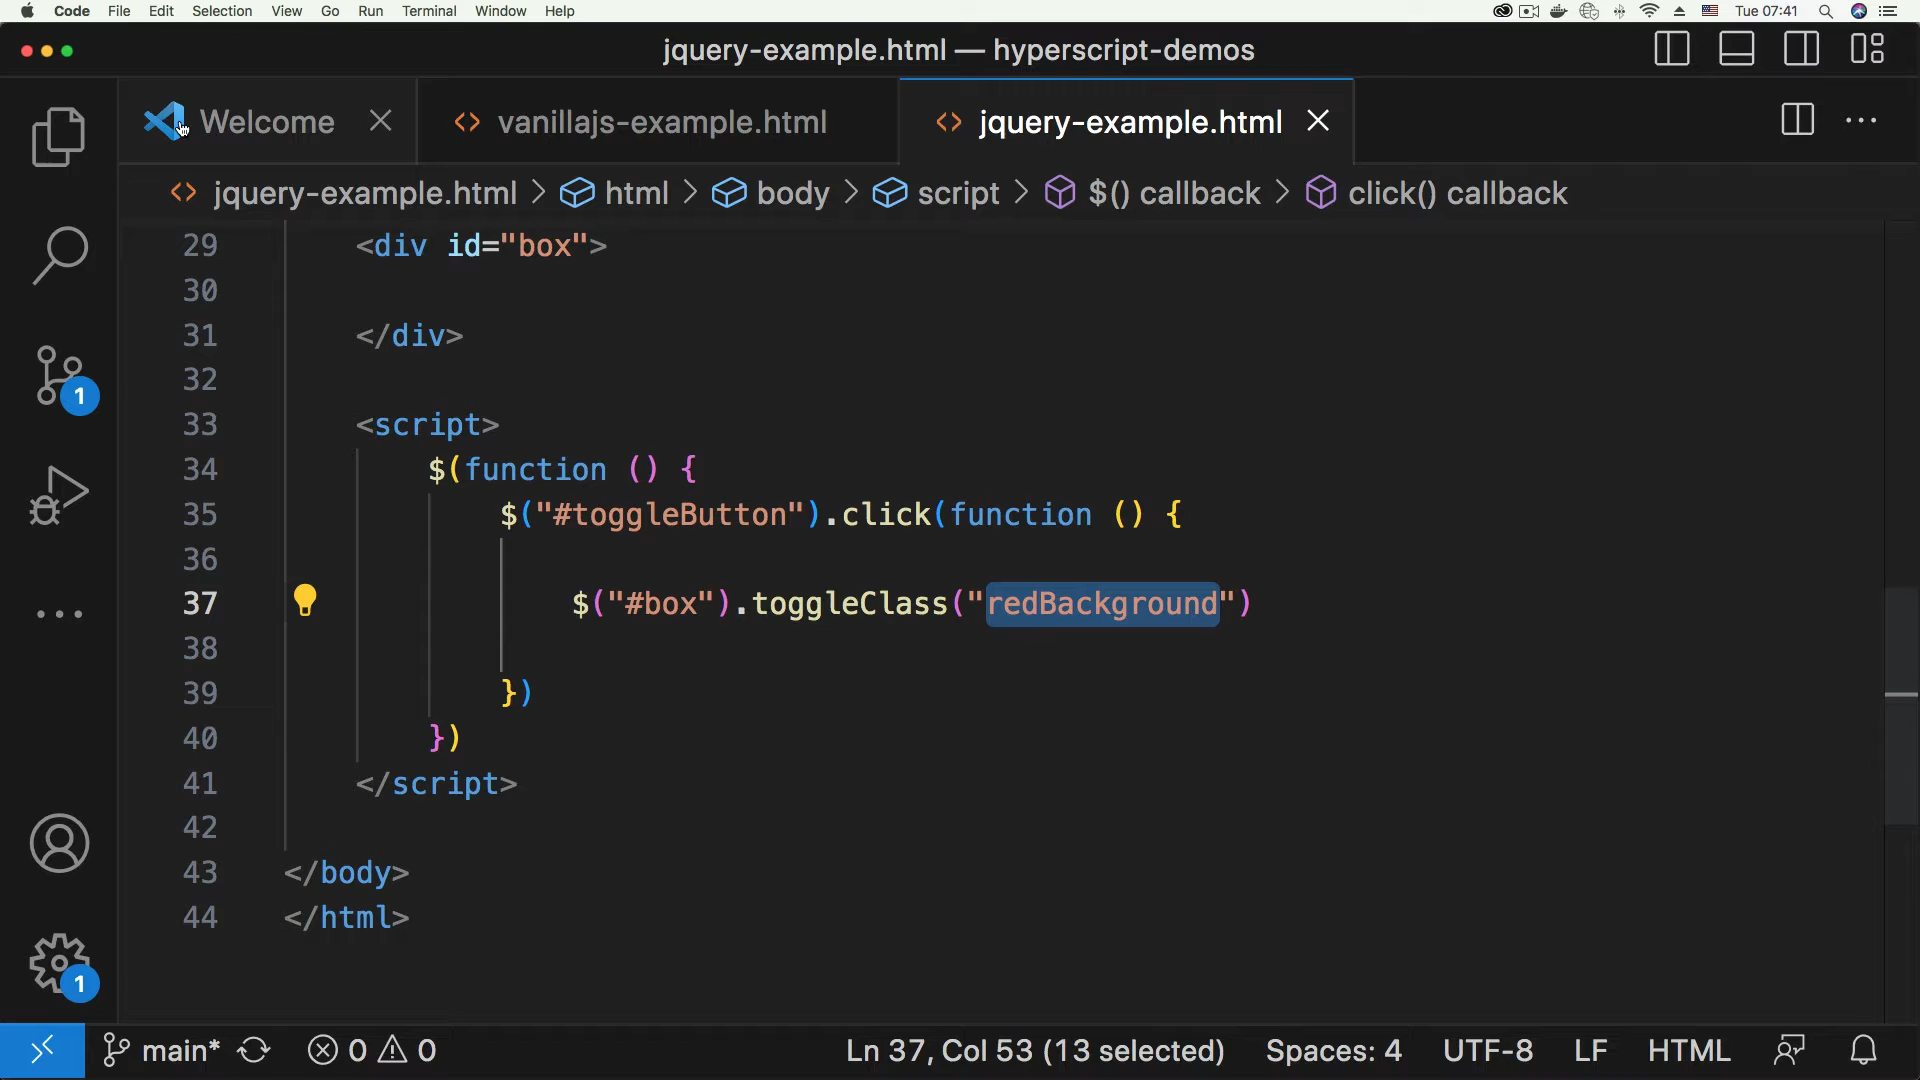 Code File Edit Selection View Go Run Terminal Window Help Tue 07:41
jquery-example.html — hyperscript-demos
Welcome vanillajs-example.html jquery-example.html
jquery-example.html > html > body > script > $() callback > click() callback
29 <div id="box">
30
31 </div>
32
33 <script>
34 $(function () {
35 $("#toggleButton").click(function () {
36
37 $("#box").toggleClass("redBackground")
38
39 })
40 })
41 </script>
42
43 </body>
44 </html>
1
1
main* 0 0 Ln 37, Col 53 (13 selected) Spaces: 4 UTF-8 LF HTML